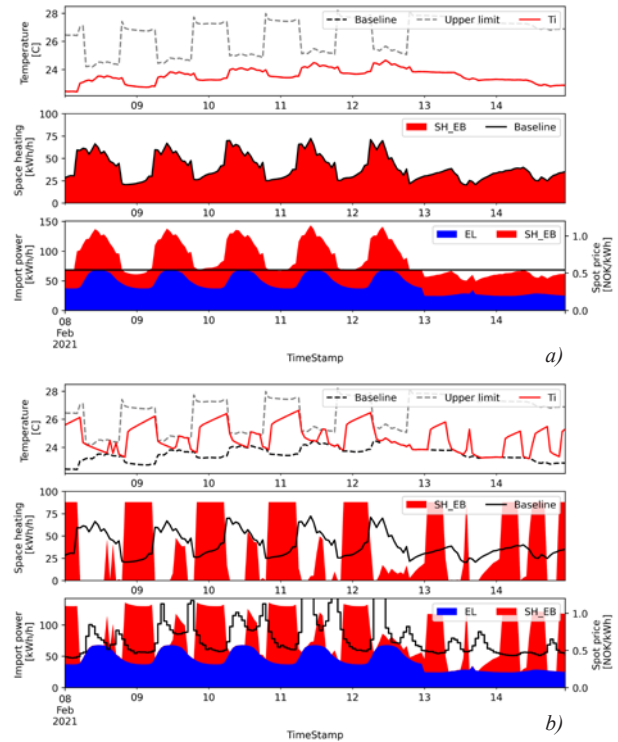 28
26
24
Temperature
[C]
Baseline Upper limit Ti
09 10 11 12 13 14
100
75
50
25
0
Space heating
[kWh/h]
SH_EB Baseline
09 10 11 12 13 14
150
100
50
0
Import power
[kWh/h]
EL SH_EB
1.0
0.5
0.0
Spot price
[NOK/kWh]
08 09 10 11 12 13 14
Feb
2021
TimeStamp
a)
28
26
24
Temperature
[C]
Baseline Upper limit Ti
09 10 11 12 13 14
100
75
50
25
0
Space heating
[kWh/h]
SH_EB Baseline
09 10 11 12 13 14
100
50
0
Import power
[kWh/h]
EL SH_EB
1.0
0.5
0.0
Spot price
[NOK/kWh]
08 09 10 11 12 13 14
Feb
2021
TimeStamp
b)